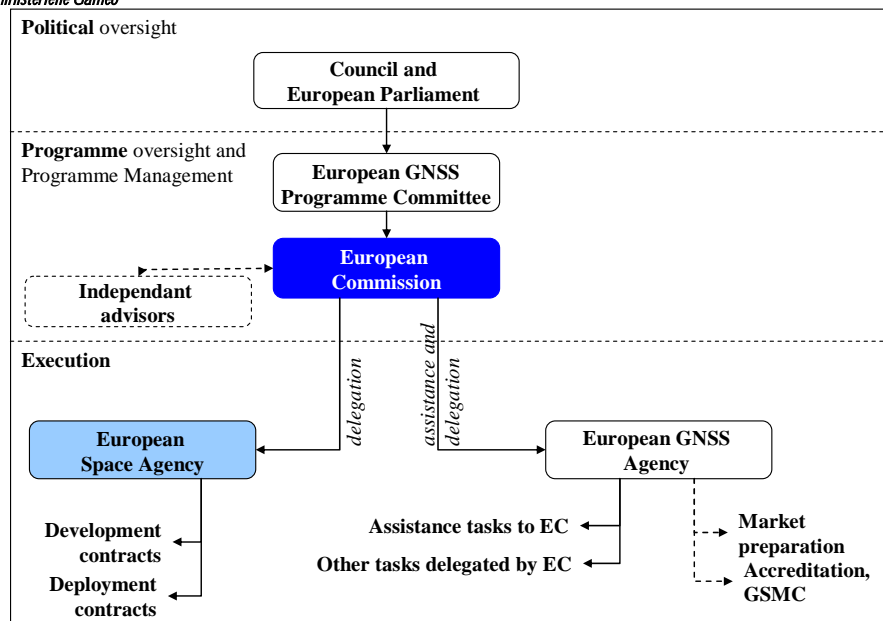 Political oversight
Council and
European Parliament
Programme oversight and
Programme Management
European GNSS
Programme Committee
European
Commission
Independant
advisors
Execution
delegation
assistance and
delegation
European
Space Agency
European GNSS
Agency
Development
contracts
Deployment
contracts
Assistance tasks to EC
Other tasks delegated by EC
Market
preparation
Accreditation,
GSMC